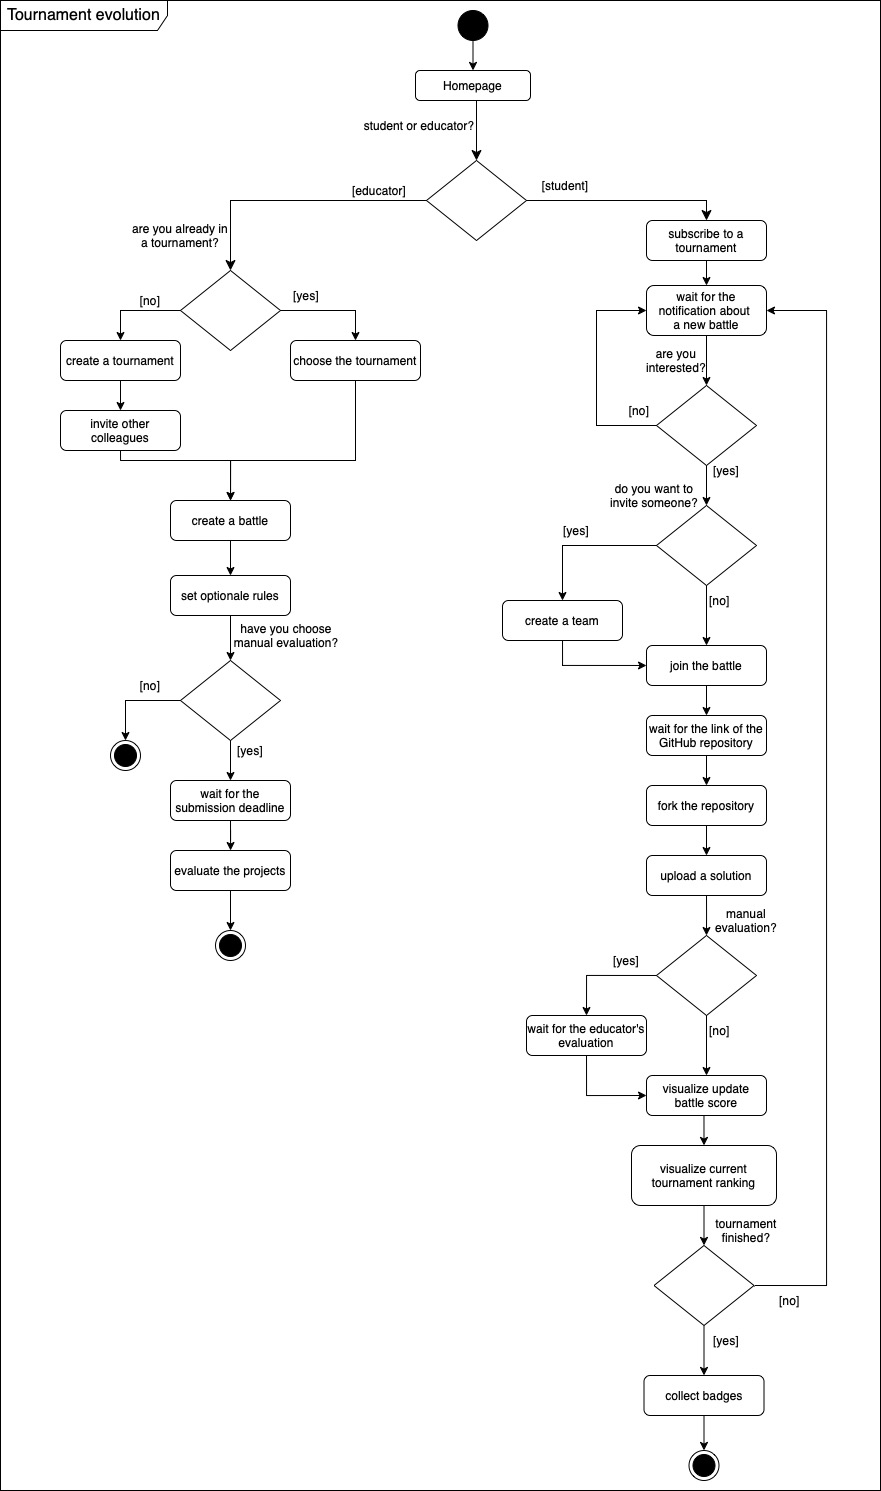 Tournament evolution
Homepage
student or educator?
[educator]
[student]
are you already in
a tournament?
[no]
[yes]
create a tournament
choose the tournament
invite other
colleagues
create a battle
set optionale rules
have you choose
manual evaluation?
[no]
[yes]
wait for the
submission deadline
evaluate the projects
subscribe to a
tournament
wait for the
notification about
a new battle
are you
interested?
[no]
[yes]
do you want to
invite someone?
[yes]
[no]
create a team
join the battle
wait for the link of the
GitHub repository
fork the repository
upload a solution
manual
evaluation?
[yes]
[no]
wait for the educator's
evaluation
visualize update
battle score
visualize current
tournament ranking
tournament
finished?
[no]
[yes]
collect badges